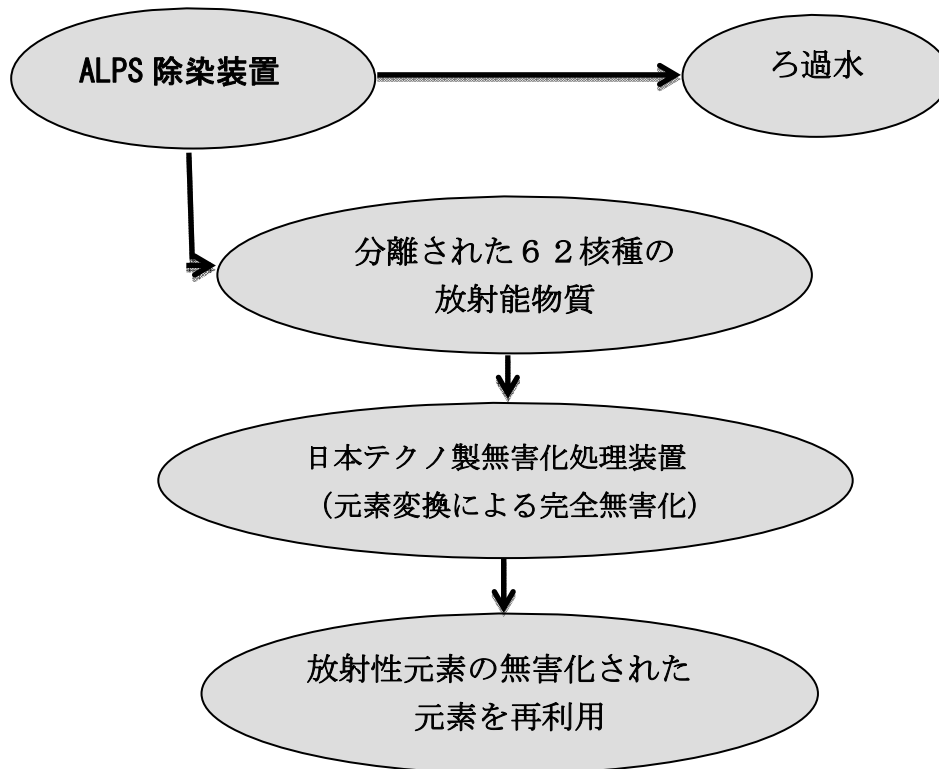 ALPS 除染装置
ろ過水
分離された６２核種の
放射能物質
日本テクノ製無害化処理装置
（元素変換による完全無害化）
放射性元素の無害化された
元素を再利用